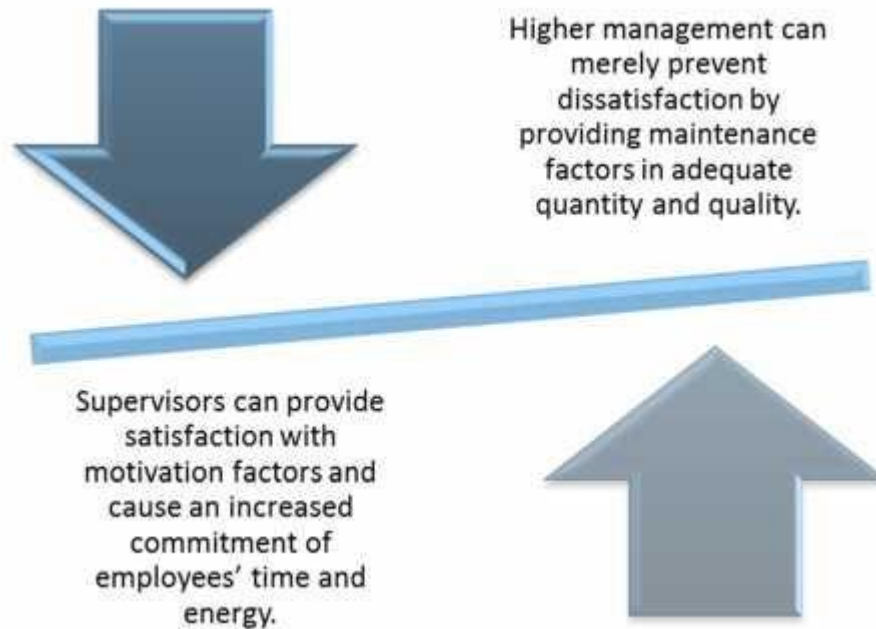 Higher management can
merely prevent
dissatisfaction by
providing maintenance
factors in adequate
quantity and quality.
Supervisors can provide
satisfaction with
motivation factors and
cause an increased
commitment of
employees’ time and
energy.